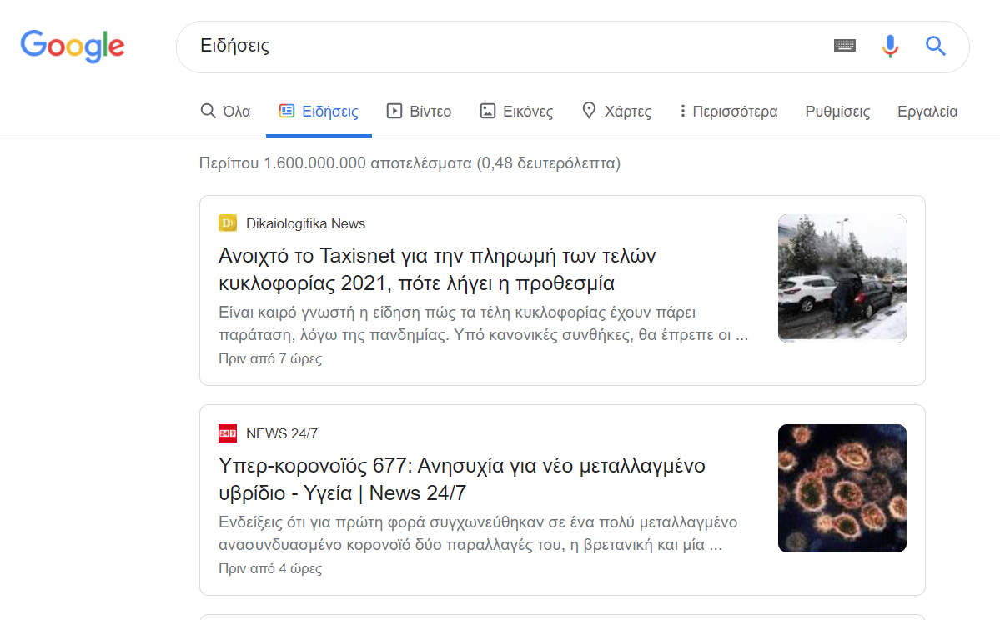 Google
Ειδήσεις
Όλα Ειδήσεις Βίντεο Εικόνες Χάρτες Περισσότερα Ρυθμίσεις Εργαλεία
Περίπου 1.600.000.000 αποτελέσματα (0,48 δευτερόλεπτα)
Dikaiologitika News
Ανοιχτό το Taxisnet για την πληρωμή των τελών
κυκλοφορίας 2021, πότε λήγει η προθεσμία
Είναι καιρό γνωστή η είδηση πώς τα τέλη κυκλοφορίας έχουν πάρει
παράταση, λόγω της πανδημίας. Υπό κανονικές συνθήκες, θα έπρεπε οι ...
Πριν από 7 ώρες
24 7 NEWS 24/7
Υπερ-κορονοϊός 677: Ανησυχία για νέο μεταλλαγμένο
υβρίδιο - Υγεία | News 24/7
Ενδείξεις ότι για πρώτη φορά συγχωνεύθηκαν σε ένα πολύ μεταλλαγμένο
ανασυνδυασμένο κορονοϊό δύο παραλλαγές του, η βρετανική και μία ...
Πριν από 4 ώρες